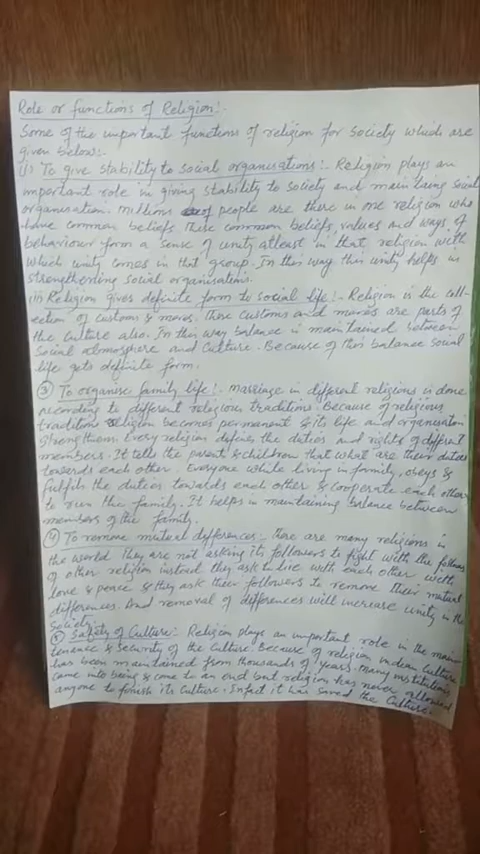 Role or functions of Religion:-
Some of the important functions of religion for society which are
given below:-
(i) To give stability to social organisations:- Religion plays an
important role in giving stability to society and maintaining social
organisation. Millions of people are there in one religion who
have common beliefs These common beliefs, values and ways of
behaviour form a sense of unity atleast in that religion with
which unity comes in that group. In this way this unity helps in
strengthening social organisations.
(ii) Religion gives definite form to social life:- Religion is the coll-
ection of customs & mores. These customs and mores are parts of
the culture also. In this way balance is maintained between
social atmosphere and culture. Because of this balance social
life gets definite form.
③ To organise family life:- Marriage in different religions is done
according to different religious traditions. Because of religious
traditions Religion becomes permanent & its life and organisation
strengthens. Every religion defines the duties and rights of different
members. It tells the parent & children that what are their duties
towards each other. Everyone while living in family, obeys &
fulfils the duties towards each other & cooperate each other
to run the family. It helps in maintaining balance between
members of the family.
④ To remove mutual differences:- There are many religions in
the world. They are not asking its followers to fight with the
of other religion instead they ask to live with each other with
love & peace & they ask their followers to remove their mutual
differences. And removal of differences will increase unity in the
society.
⑤ Safety of Culture:- Religion plays an important role in the main-
tenance & security of the culture. Because of religion Indian culture
has been maintained from thousands of years. Many institutions
came into being & come to an end but religion has never allowed
anyone to finish its culture. Infact it has saved the culture.